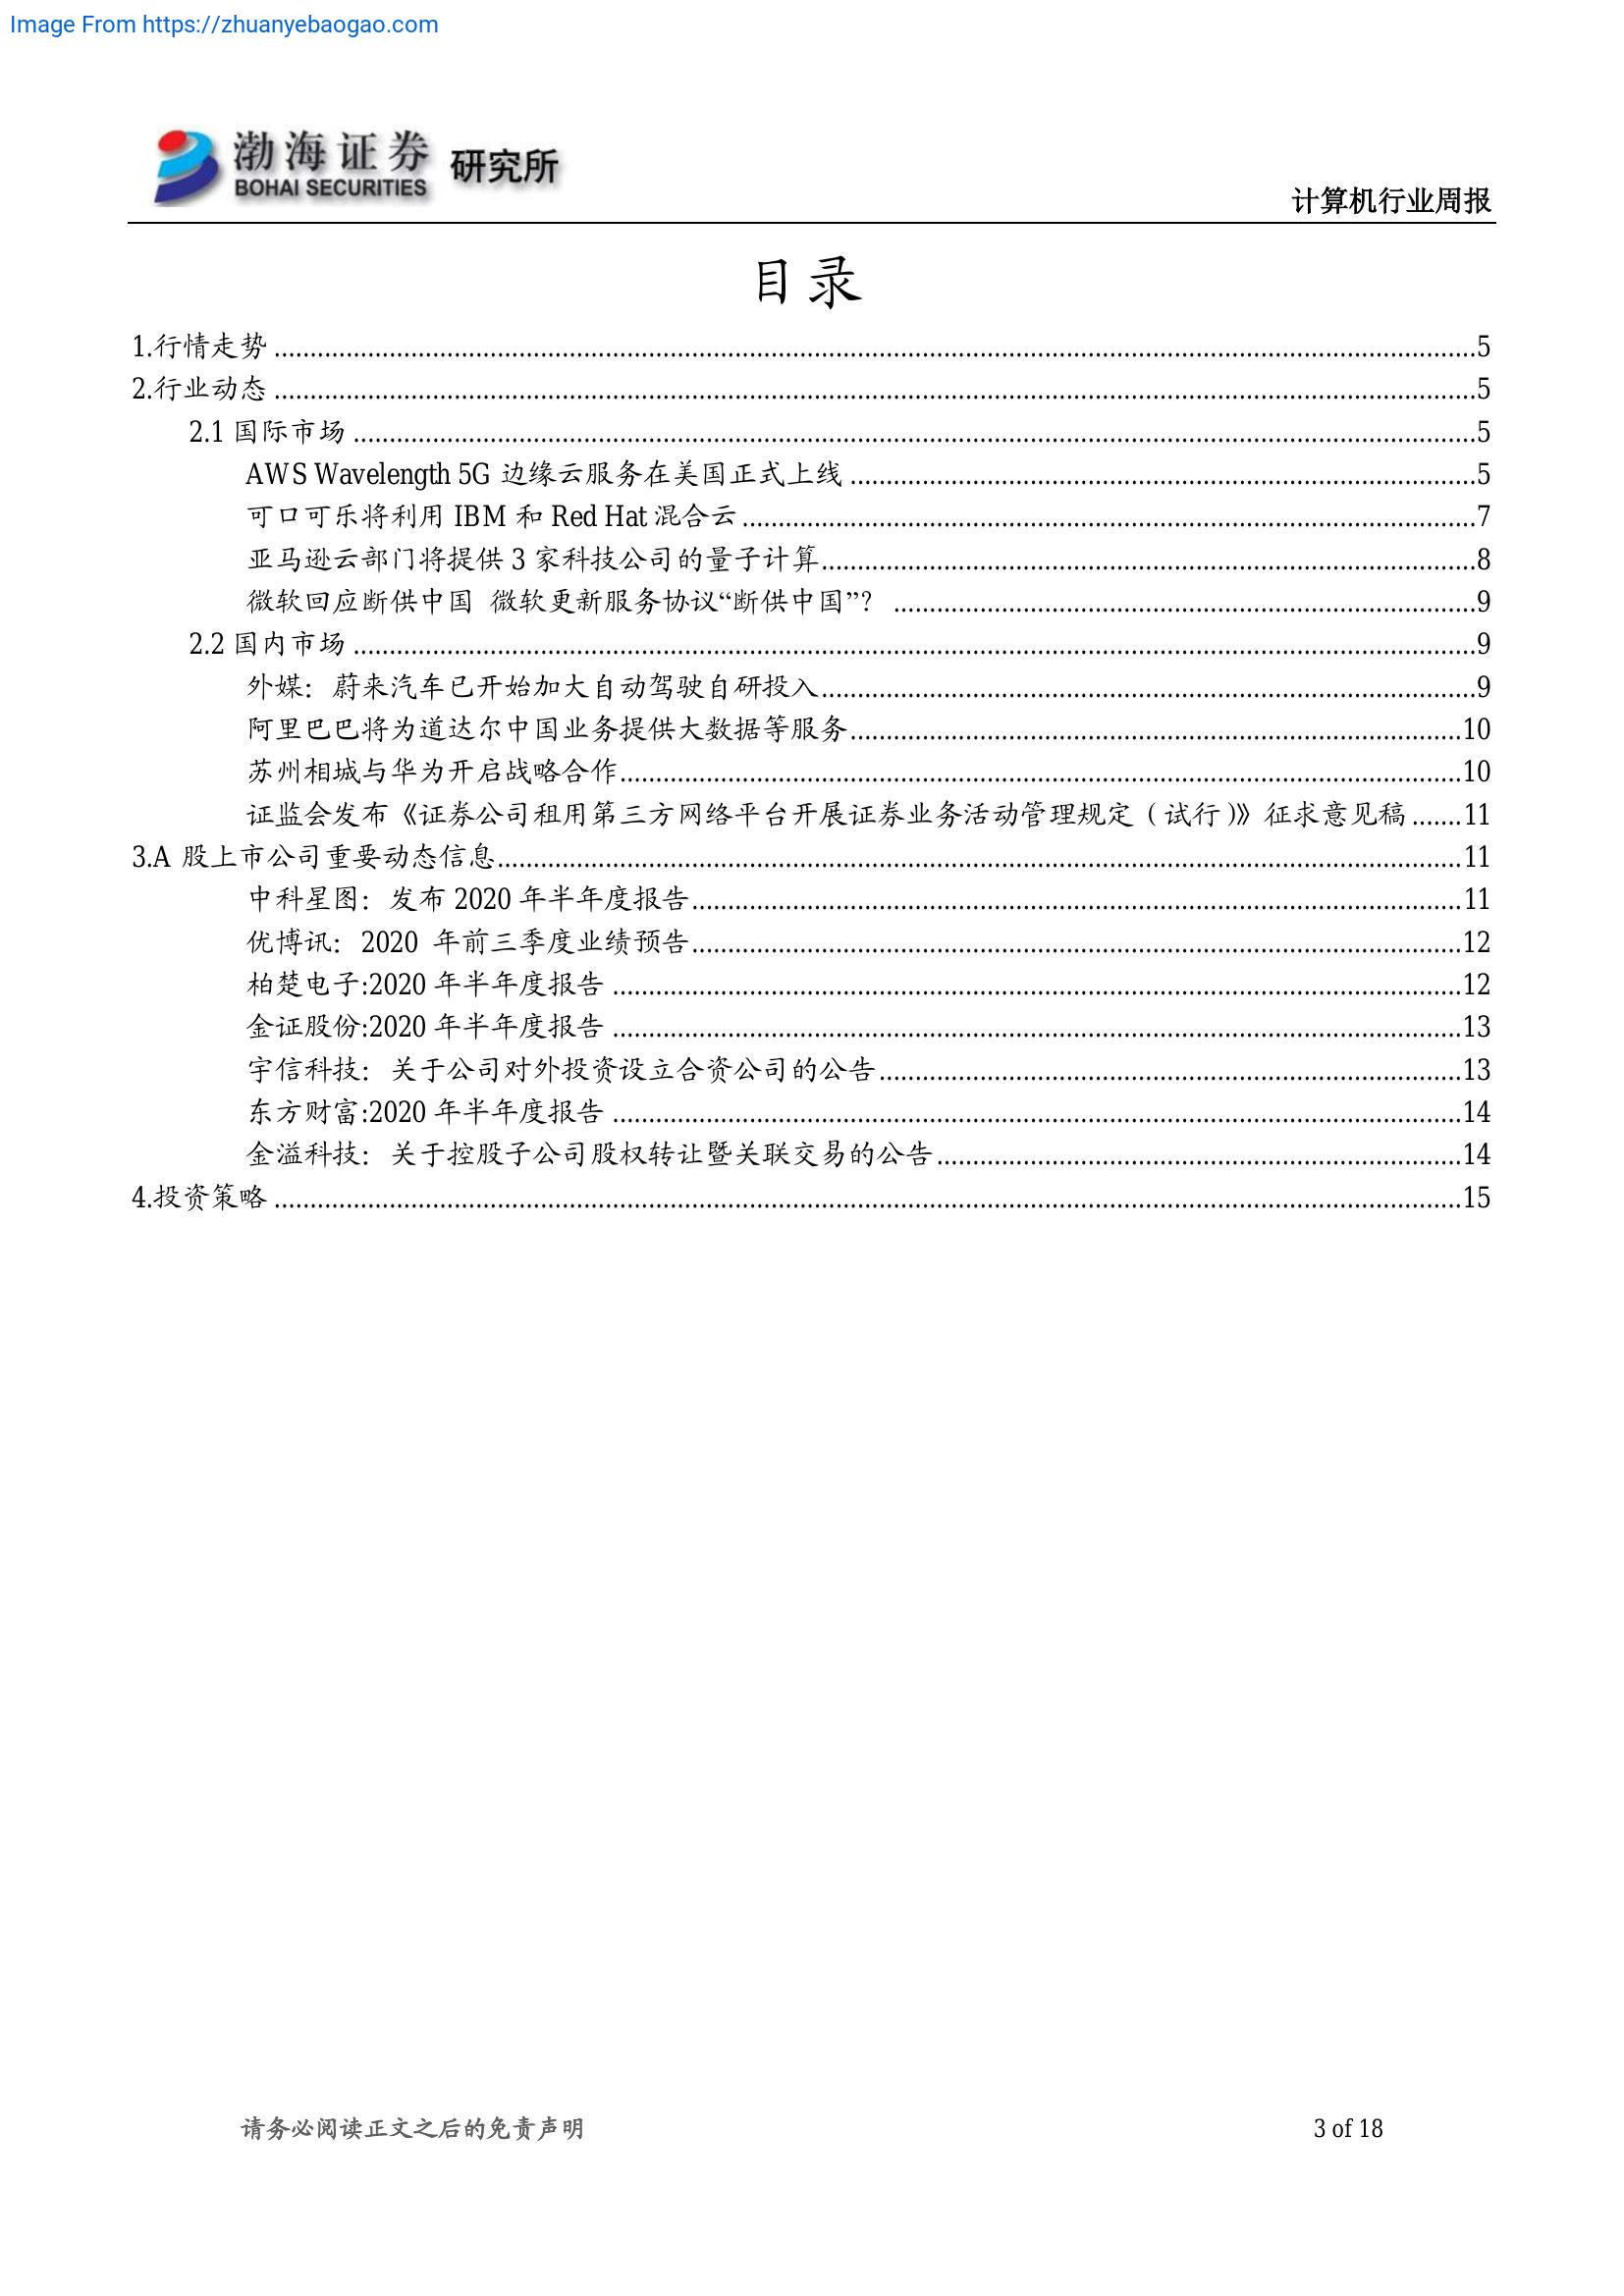 Image From https://zhuanyebaogao.com
渤海证券 研究所
BOHAI SECURITIES
计算机行业周报
目录
1.行情走势 ........ 5
2.行业动态 ........ 5
2.1 国际市场 ........ 5
AWS Wavelength 5G 边缘云服务在美国正式上线 ........ 5
可口可乐将利用 IBM 和 Red Hat 混合云 ........ 7
亚马逊云部门将提供 3 家科技公司的量子计算 ........ 8
微软回应断供中国 微软更新服务协议“断供中国”? ........ 9
2.2 国内市场 ........ 9
外媒：蔚来汽车已开始加大自动驾驶自研投入 ........ 9
阿里巴巴将为道达尔中国业务提供大数据等服务 ........ 10
苏州相城与华为开启战略合作 ........ 10
证监会发布《证券公司租用第三方网络平台开展证券业务活动管理规定（试行）》征求意见稿 ....... 11
3.A 股上市公司重要动态信息 ........ 11
中科星图：发布 2020 年半年度报告 ........ 11
优博讯：2020 年前三季度业绩预告 ........ 12
柏楚电子:2020 年半年度报告 ........ 12
金证股份:2020 年半年度报告 ........ 13
宇信科技：关于公司对外投资设立合资公司的公告 ........ 13
东方财富:2020 年半年度报告 ........ 14
金溢科技：关于控股子公司股权转让暨关联交易的公告 ........ 14
4.投资策略 ........ 15
请务必阅读正文之后的免责声明 3 of 18